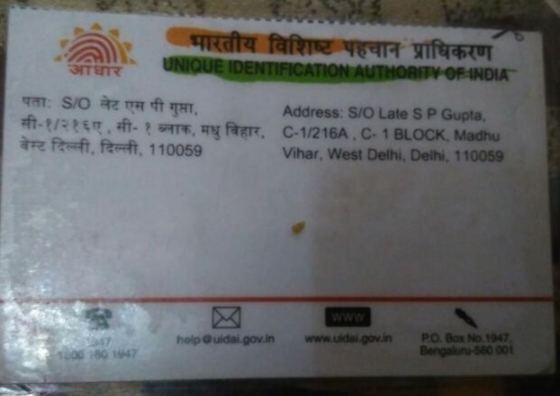 आधार
भारतीय विशिष्ट पहचान प्राधिकरण
UNIQUE IDENTIFICATION AUTHORITY OF INDIA
पता: S/O लेट एस पी गुप्ता,
सी-१/२१६ए , सी- १ ब्लाक, मधु विहार,
वेस्ट दिल्ली, दिल्ली, 110059
Address: S/O Late S P Gupta,
C-1/216A , C- 1 BLOCK, Madhu
Vihar, West Delhi, Delhi, 110059
1947
1800 180 1947
help@uidai.gov.in
WWW
www.uidai.gov.in
P.O. Box No.1947,
Bengaluru-560 001